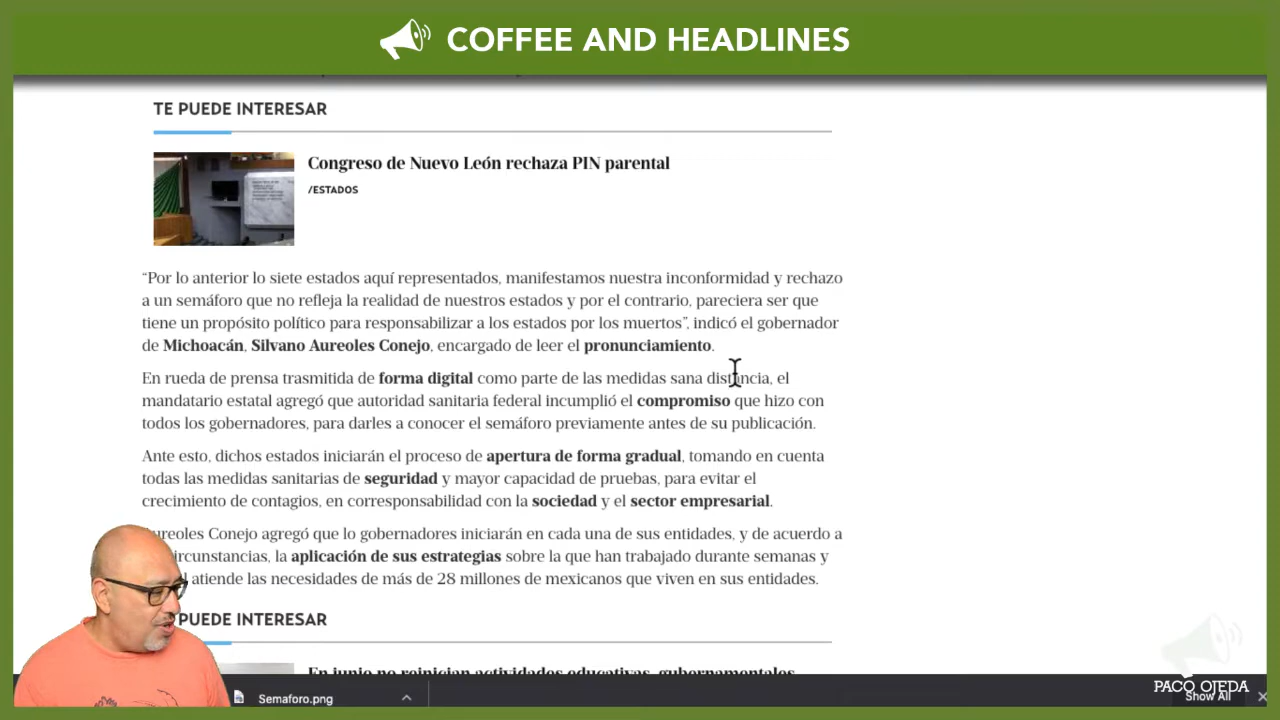 COFFEE AND HEADLINES
TE PUEDE INTERESAR
Congreso de Nuevo León rechaza PIN parental
/ESTADOS
“Por lo anterior lo siete estados aquí representados, manifestamos nuestra inconformidad y rechazo
a un semáforo que no refleja la realidad de nuestros estados y por el contrario, pareciera ser que
tiene un propósito político para responsabilizar a los estados por los muertos”, indicó el gobernador
de Michoacán, Silvano Aureoles Conejo, encargado de leer el pronunciamiento.
En rueda de prensa trasmitida de forma digital como parte de las medidas sana distancia, el
mandatario estatal agregó que autoridad sanitaria federal incumplió el compromiso que hizo con
todos los gobernadores, para darles a conocer el semáforo previamente antes de su publicación.
Ante esto, dichos estados iniciarán el proceso de apertura de forma gradual, tomando en cuenta
todas las medidas sanitarias de seguridad y mayor capacidad de pruebas, para evitar el
crecimiento de contagios, en corresponsabilidad con la sociedad y el sector empresarial.
Aureoles Conejo agregó que lo gobernadores iniciarán en cada una de sus entidades, y de acuerdo a
circunstancias, la aplicación de sus estrategias sobre la que han trabajado durante semanas y
atiende las necesidades de más de 28 millones de mexicanos que viven en sus entidades.
PUEDE INTERESAR
En junio no reinician actividades educativas, gubernamentales
Semaforo.png
PACO OJEDA
Show All